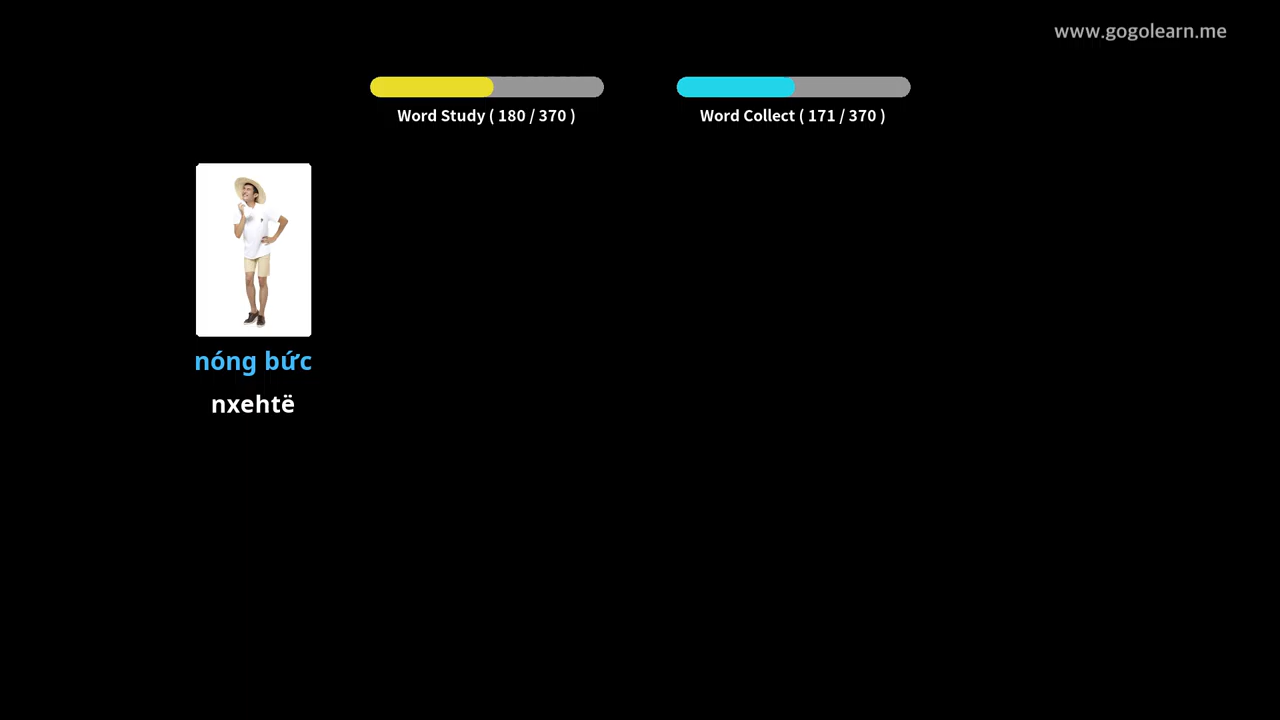 www.gogolearn.me
Word Study ( 180 / 370 )
Word Collect ( 171 / 370 )
nóng bức
nxehtë